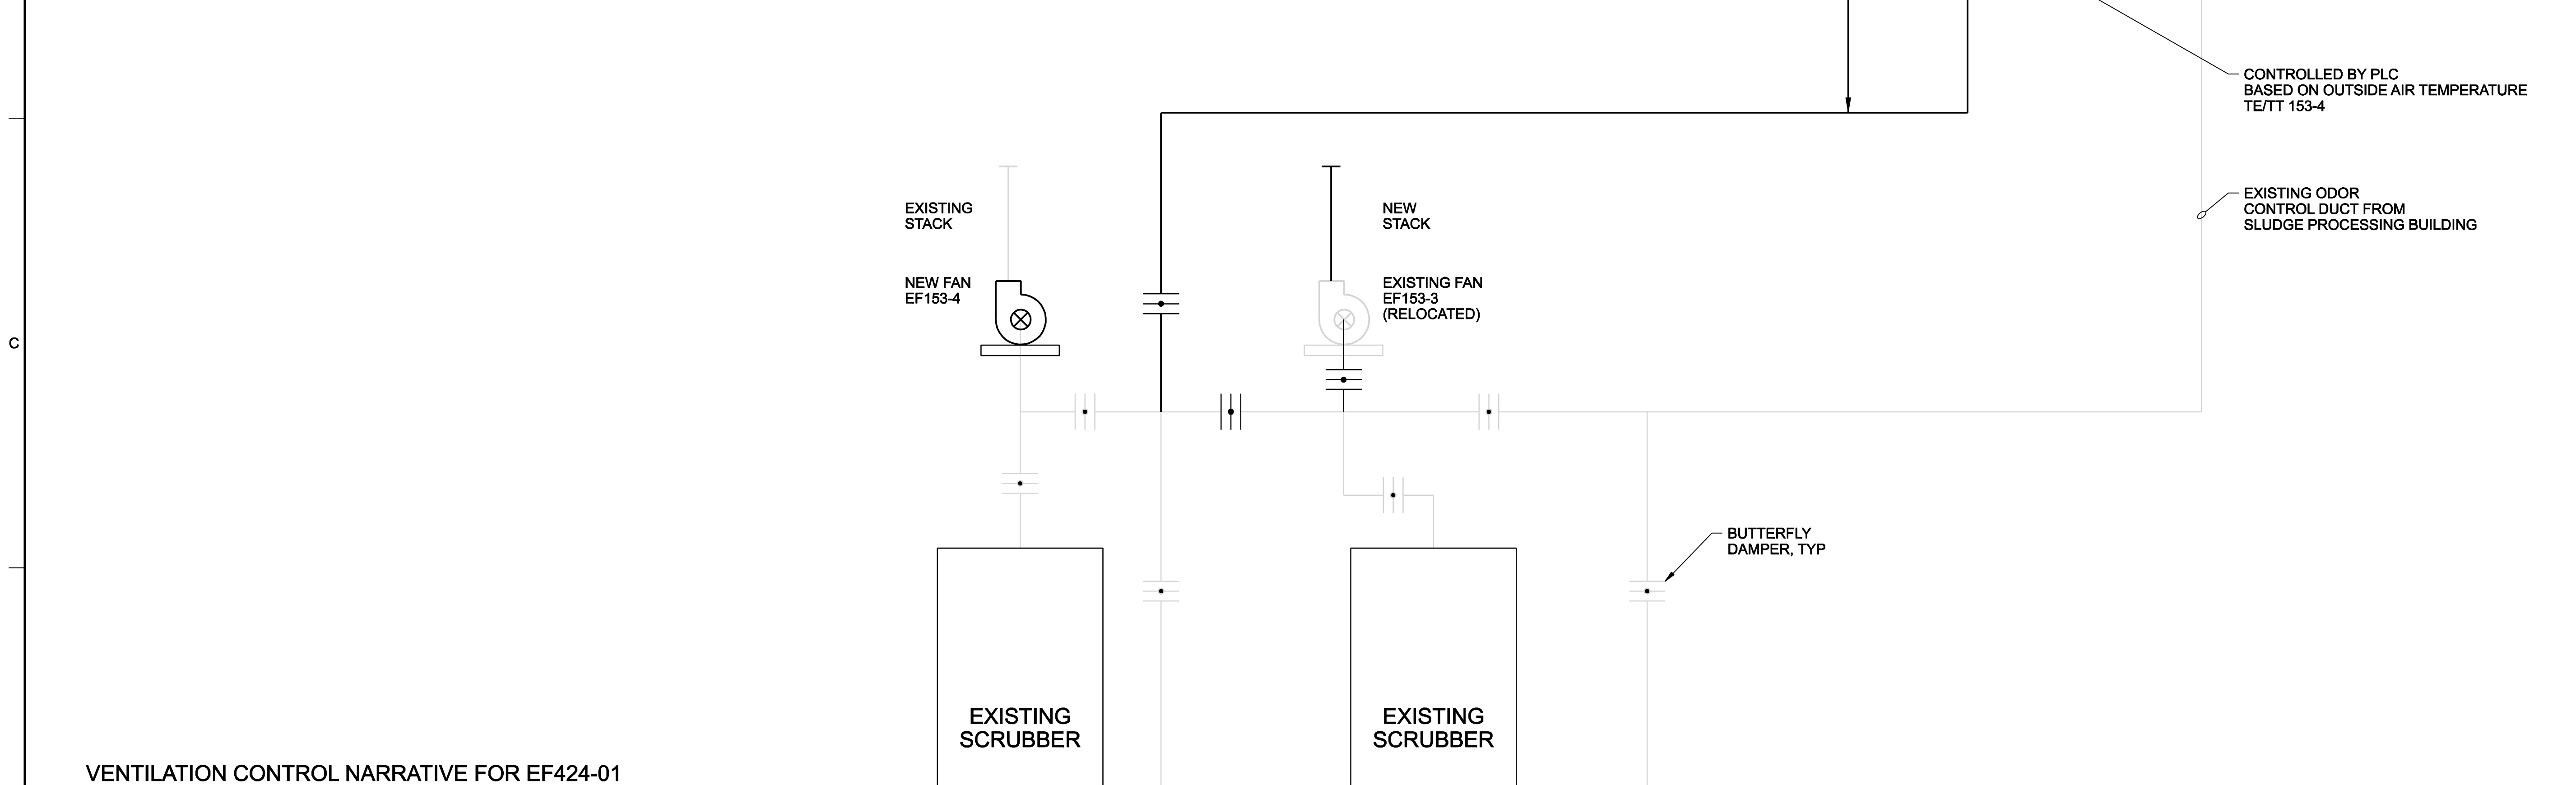 CONTROLLED BY PLC
BASED ON OUTSIDE AIR TEMPERATURE
TE/TT 153-4
EXISTING ODOR
CONTROL DUCT FROM
SLUDGE PROCESSING BUILDING
EXISTING
STACK
NEW
STACK
NEW FAN
EF153-4
EXISTING FAN
EF153-3
(RELOCATED)
C
BUTTERFLY
DAMPER, TYP
EXISTING
SCRUBBER
EXISTING
SCRUBBER
VENTILATION CONTROL NARRATIVE FOR EF424-01